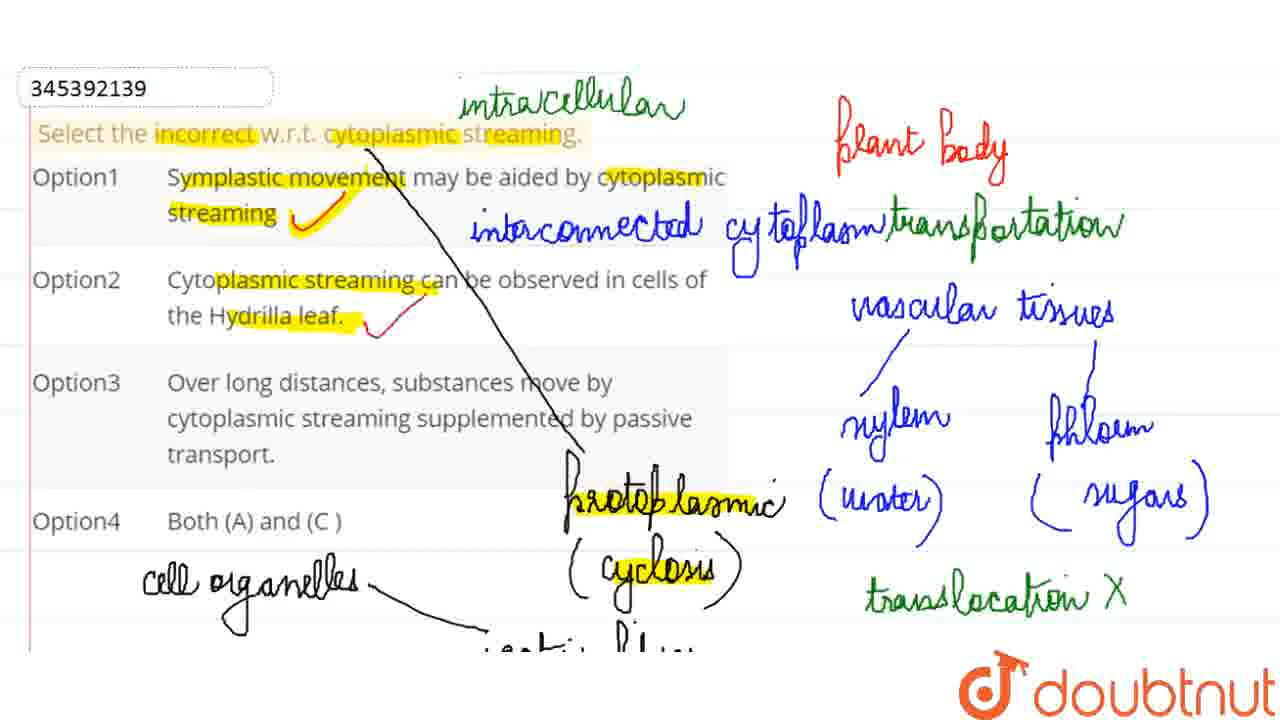 345392139
intracellular
Select the incorrect w.r.t. cytoplasmic streaming.
plant body
Option1 Symplastic movement may be aided by cytoplasmic
streaming
interconnected cytoplasm transportation
Option2 Cytoplasmic streaming can be observed in cells of
the Hydrilla leaf.
vascular tissues
Option3 Over long distances, substances move by
cytoplasmic streaming supplemented by passive
transport.
xylem phloem
protoplasmic (water) (sugars)
Option4 Both (A) and (C )
(cyclosis)
cell organelles
translocation X
doubtnut